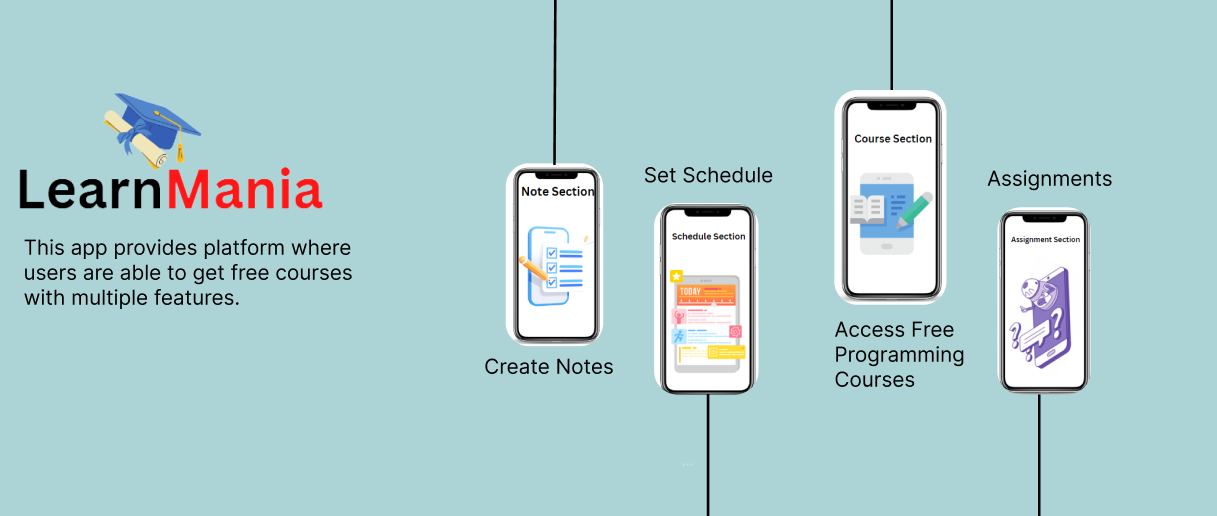 LearnMania
This app provides platform where
users are able to get free courses
with multiple features.
Note Section
Create Notes
Set Schedule
Schedule Section
TODAY
Course Section
Access Free
Programming
Courses
Assignments
Assignment Section